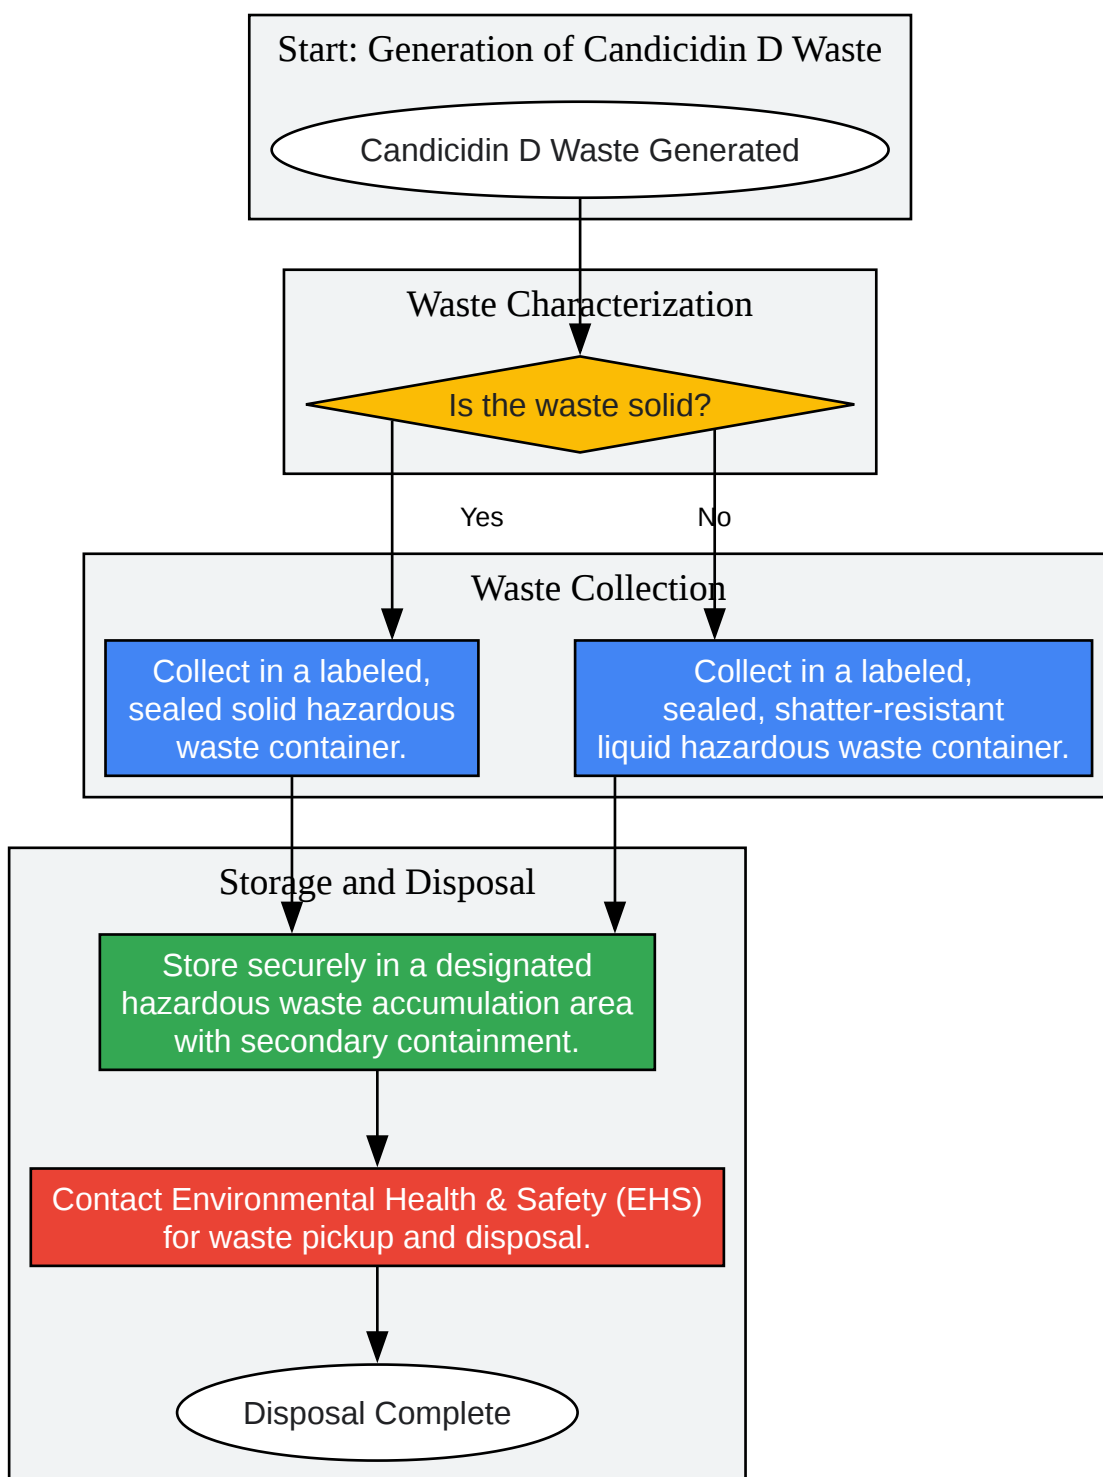 Start: Generation of Candicidin D Waste
Candicidin D Waste Generated
Waste Characterization
Is the waste solid?
Yes
No
Waste Collection
Collect in a labeled,
sealed solid hazardous
waste container.
Collect in a labeled,
sealed, shatter-resistant
liquid hazardous waste container.
Storage and Disposal
Store securely in a designated
hazardous waste accumulation area
with secondary containment.
Contact Environmental Health & Safety (EHS)
for waste pickup and disposal.
Disposal Complete